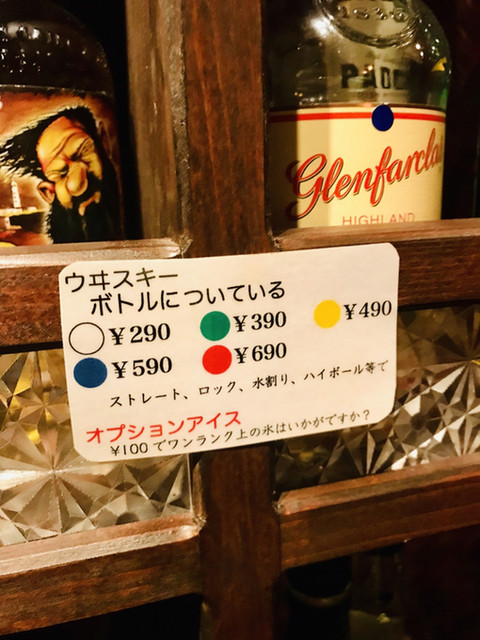 PADD
Glenfarcla
HIGHLAND
ウヰスキー
ボトルについている
¥290 ¥390 ¥490
¥590 ¥690
ストレート、ロック、水割り、ハイボール等で
オプションアイス
¥100でワンランク上の氷はいかがですか?